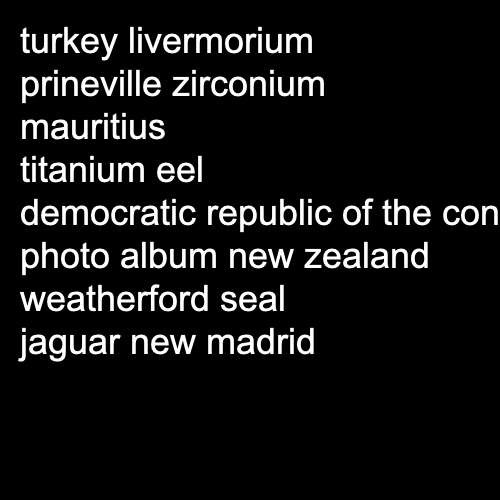 turkey livermorium
prineville zirconium
mauritius
titanium eel
democratic republic of the con
photo album new zealand
weatherford seal
jaguar new madrid